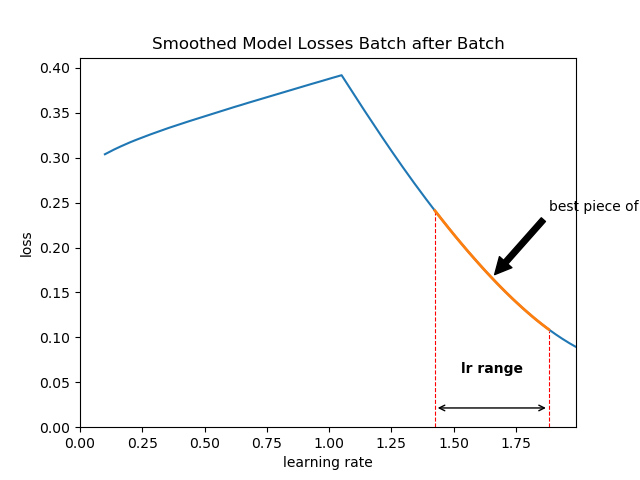 Smoothed Model Losses Batch after Batch
0.40
0.35
0.30
0.25
0.20
0.15
0.10
0.05
0.00
loss
best piece of
lr range
0.00 0.25 0.50 0.75 1.00 1.25 1.50 1.75
learning rate